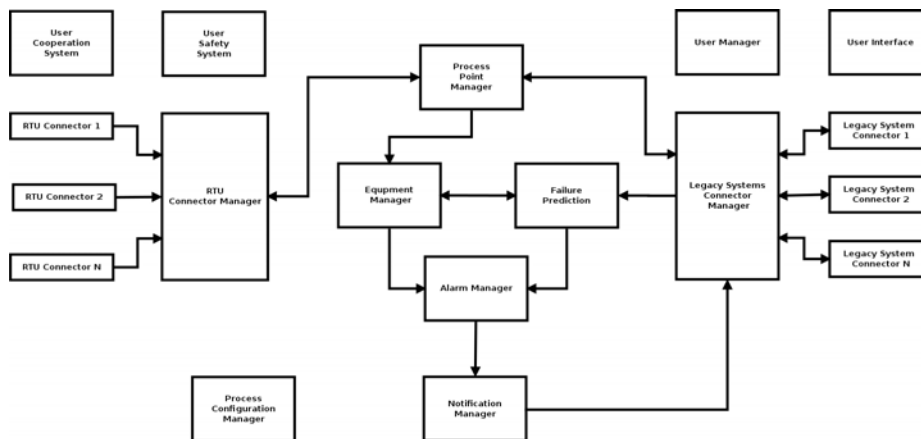 User
Cooperation
System
User
Safety
System
User Manager
User Interface
Process
Point
Manager
RTU Connector 1
RTU Connector 2
RTU Connector N
RTU
Connector Manager
Equpment
Manager
Failure
Prediction
Legacy Systems
Connector
Manager
Legacy System
Connector 1
Legacy System
Connector 2
Legacy System
Connector N
Alarm Manager
Process
Configuration
Manager
Notification
Manager